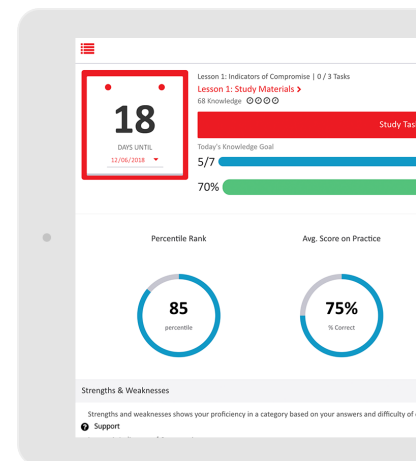 Lesson 1: Indicators of Compromise | 0 / 3 Tasks
Lesson 1: Study Materials >
68 Knowledge
18
DAYS UNTIL
12/06/2018
Study Tas
Today's Knowledge Goal
5/7
70%
Percentile Rank
Avg. Score on Practice
85
percentile
75%
% Correct
Strengths & Weaknesses
Strengths and weaknesses shows your proficiency in a category based on your answers and difficulty of
Support